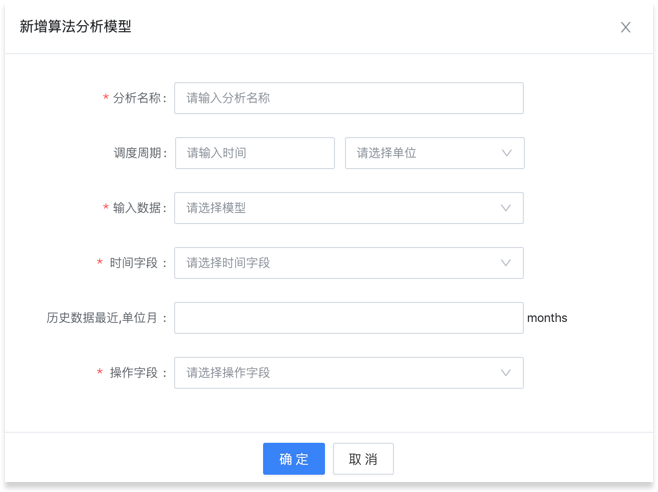 新增算法分析模型
* 分析名称： 请输入分析名称
调度周期： 请输入时间 请选择单位
* 输入数据： 请选择模型
* 时间字段 ： 请选择时间字段
历史数据最近,单位月 ： months
* 操作字段 ： 请选择操作字段
确 定 取 消